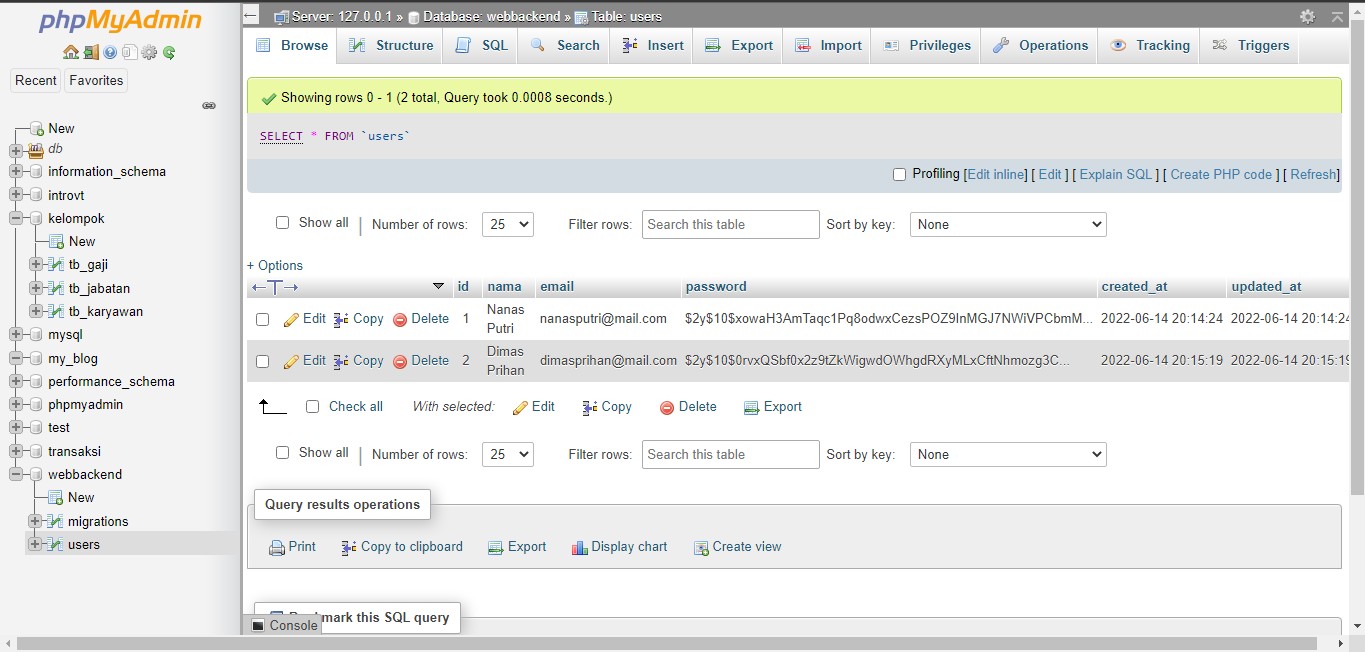 phpMyAdmin
Recent Favorites
New
db
information_schema
introvt
kelompok
New
tb_gaji
tb_jabatan
tb_karyawan
mysql
my_blog
performance_schema
phpmyadmin
test
transaksi
webbackend
New
migrations
users
Server: 127.0.0.1 » Database: webbackend » Table: users
Browse Structure SQL Search Insert Export Import Privileges Operations Tracking Triggers
Showing rows 0 - 1 (2 total, Query took 0.0008 seconds.)
SELECT * FROM `users`
Profiling [Edit inline] [ Edit ] [ Explain SQL ] [ Create PHP code ] [ Refresh]
Show all | Number of rows: 25 Filter rows: Search this table Sort by key: None
+ Options
←T→ id nama email password created_at updated_at
Edit Copy Delete 1 Nanas Putri nanasputri@mail.com $2y$10$xowaH3AmTaqc1Pq8odwxCezsPOZ9InMGJ7NWiVPCbmM... 2022-06-14 20:14:24 2022-06-14 20:14:24
Edit Copy Delete 2 Dimas Prihan dimasprihan@mail.com $2y$10$0rvxQSbf0x2z9tZkWigwdOWhgdRXyMLxCftNhmozg3C... 2022-06-14 20:15:19 2022-06-14 20:15:19
Check all With selected: Edit Copy Delete Export
Show all | Number of rows: 25 Filter rows: Search this table Sort by key: None
Query results operations
Print Copy to clipboard Export Display chart Create view
mark this SQL query
Console